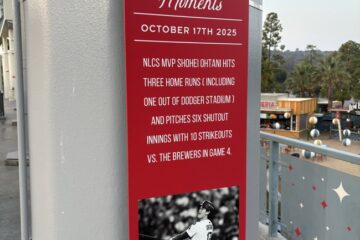 Moments
OCTOBER 17TH 2025
NLCS MVP SHOHEI OHTANI HITS
THREE HOME RUNS ( INCLUDING
ONE OUT OF DODGER STADIUM )
AND PITCHES SIX SHUTOUT
INNINGS WITH 10 STRIKEOUTS
VS. THE BREWERS IN GAME 4.